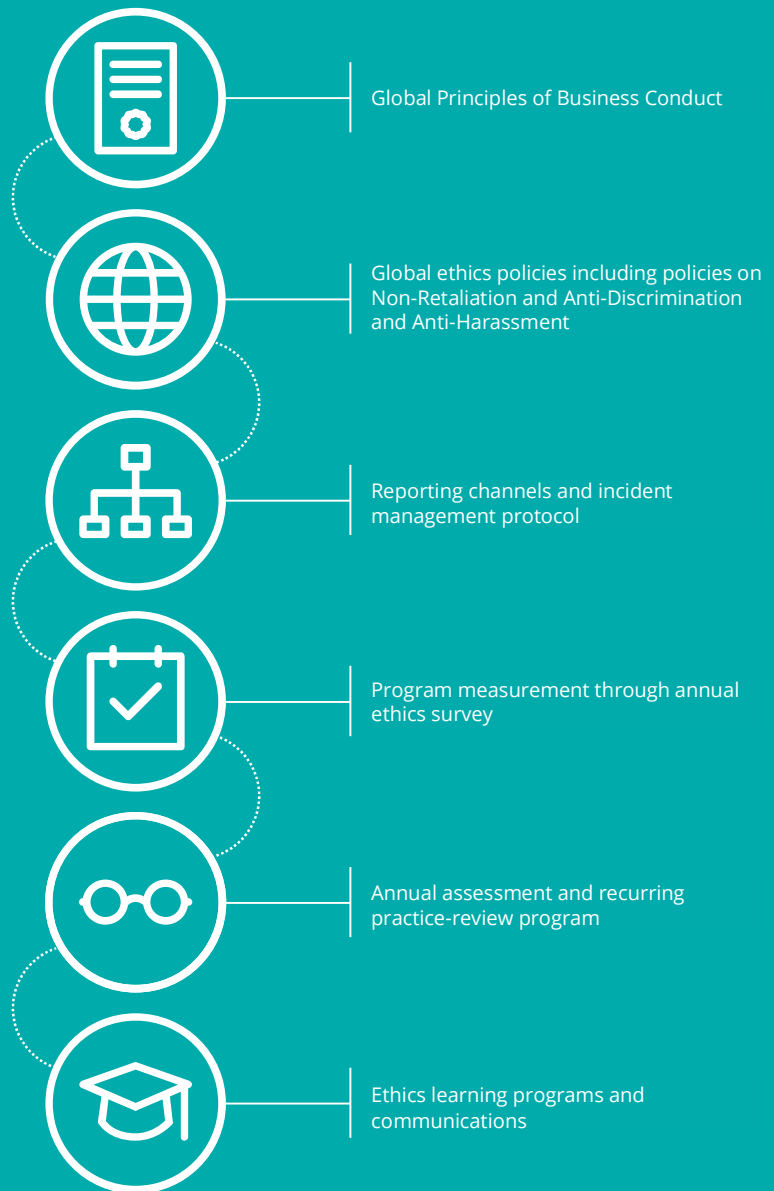 Global Principles of Business Conduct
Global ethics policies including policies on
Non-Retaliation and Anti-Discrimination
and Anti-Harassment
Reporting channels and incident
management protocol
Program measurement through annual
ethics survey
Annual assessment and recurring
practice-review program
Ethics learning programs and
communications